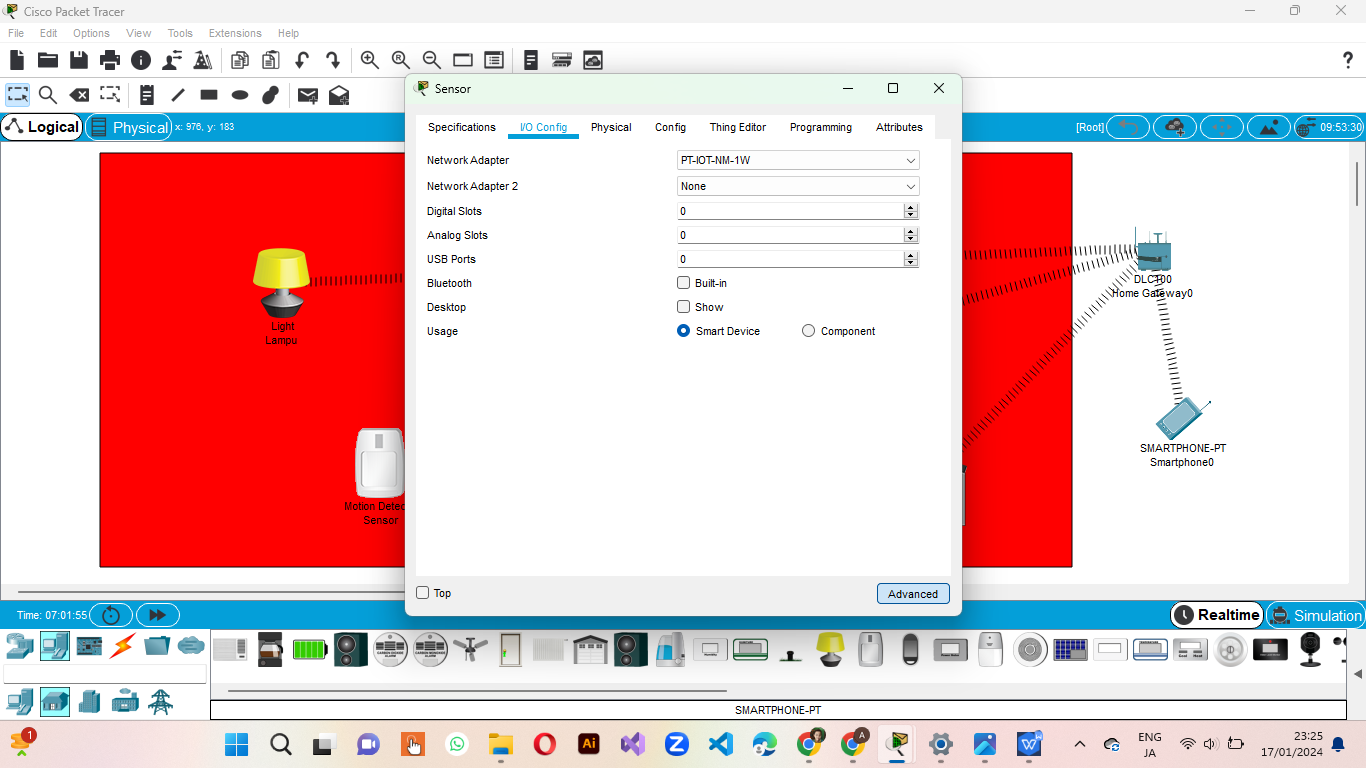 Cisco Packet Tracer
File Edit Options View Tools Extensions Help
Logical Physical x: 976, y: 183
[Root] 09:53:30
Sensor
Specifications I/O Config Physical Config Thing Editor Programming Attributes
Network Adapter PT-IOT-NM-1W
Network Adapter 2 None
Digital Slots 0
Analog Slots 0
USB Ports 0
Bluetooth Built-in
Desktop Show
Usage Smart Device Component
Top Advanced
Light
Lampu
Motion Detec
Sensor
DLC100
Home Gateway0
SMARTPHONE-PT
Smartphone0
Time: 07:01:55
Realtime Simulation
SMARTPHONE-PT
1
Ai
ENG
JA
23:25
17/01/2024